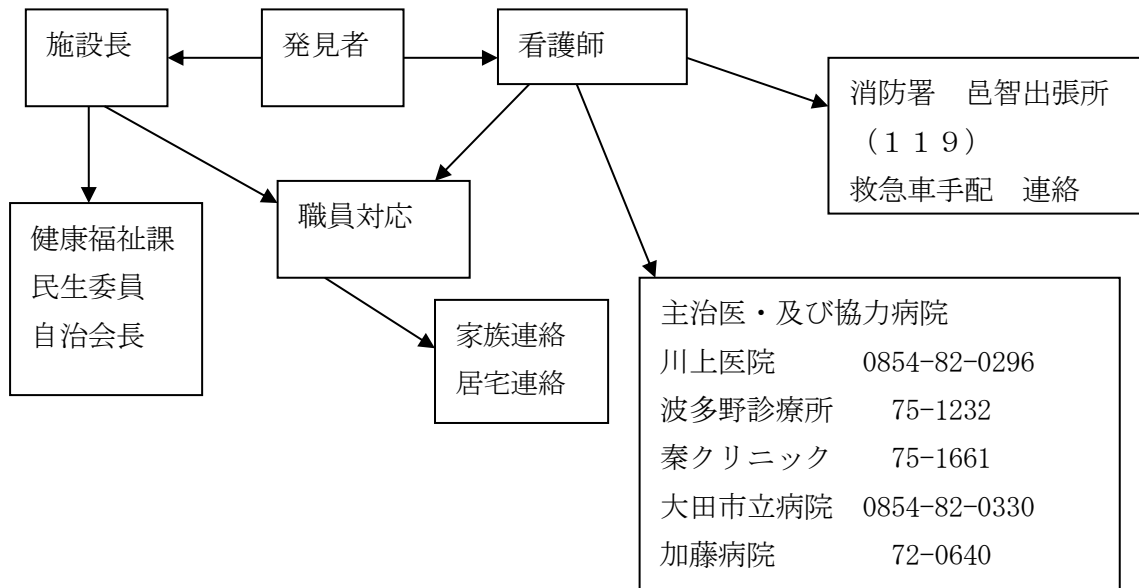 施設長
発見者
看護師
消防署　邑智出張所
（１１９）
救急車手配　連絡
職員対応
健康福祉課
民生委員
自治会長
家族連絡
居宅連絡
主治医・及び協力病院
川上医院　　　0854-82-0296
波多野診療所　　75-1232
秦クリニック　　75-1661
大田市立病院　0854-82-0330
加藤病院　　　　72-0640